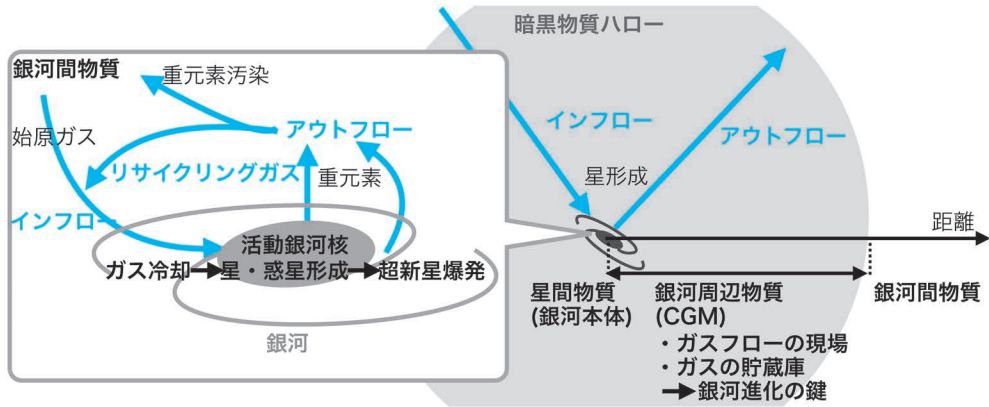 銀河間物質
重元素汚染
始原ガス
アウトフロー
リサイクリングガス
重元素
インフロー
活動銀河核
ガス冷却➡星・惑星形成➡超新星爆発
銀河
暗黒物質ハロー
インフロー
アウトフロー
星形成
距離
星間物質
(銀河本体)
銀河周辺物質
(CGM)
・ガスフローの現場
・ガスの貯蔵庫
➡銀河進化の鍵
銀河間物質